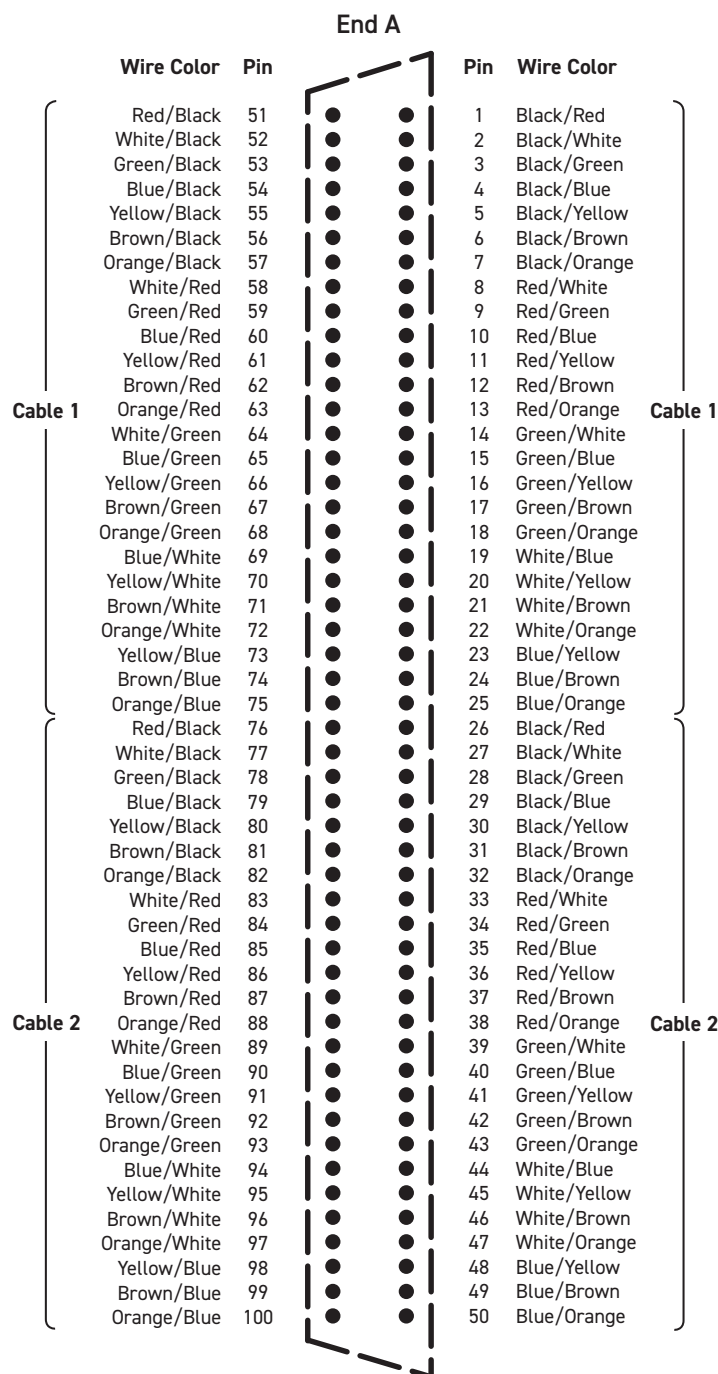 End A
Wire Color Pin Pin Wire Color
Red/Black 51 1 Black/Red
White/Black 52 2 Black/White
Green/Black 53 3 Black/Green
Blue/Black 54 4 Black/Blue
Yellow/Black 55 5 Black/Yellow
Brown/Black 56 6 Black/Brown
Orange/Black 57 7 Black/Orange
White/Red 58 8 Red/White
Green/Red 59 9 Red/Green
Blue/Red 60 10 Red/Blue
Yellow/Red 61 11 Red/Yellow
Brown/Red 62 12 Red/Brown
Cable 1 Orange/Red 63 13 Red/Orange Cable 1
White/Green 64 14 Green/White
Blue/Green 65 15 Green/Blue
Yellow/Green 66 16 Green/Yellow
Brown/Green 67 17 Green/Brown
Orange/Green 68 18 Green/Orange
Blue/White 69 19 White/Blue
Yellow/White 70 20 White/Yellow
Brown/White 71 21 White/Brown
Orange/White 72 22 White/Orange
Yellow/Blue 73 23 Blue/Yellow
Brown/Blue 74 24 Blue/Brown
Orange/Blue 75 25 Blue/Orange
Red/Black 76 26 Black/Red
White/Black 77 27 Black/White
Green/Black 78 28 Black/Green
Blue/Black 79 29 Black/Blue
Yellow/Black 80 30 Black/Yellow
Brown/Black 81 31 Black/Brown
Orange/Black 82 32 Black/Orange
White/Red 83 33 Red/White
Green/Red 84 34 Red/Green
Blue/Red 85 35 Red/Blue
Yellow/Red 86 36 Red/Yellow
Brown/Red 87 37 Red/Brown
Cable 2 Orange/Red 88 38 Red/Orange Cable 2
White/Green 89 39 Green/White
Blue/Green 90 40 Green/Blue
Yellow/Green 91 41 Green/Yellow
Brown/Green 92 42 Green/Brown
Orange/Green 93 43 Green/Orange
Blue/White 94 44 White/Blue
Yellow/White 95 45 White/Yellow
Brown/White 96 46 White/Brown
Orange/White 97 47 White/Orange
Yellow/Blue 98 48 Blue/Yellow
Brown/Blue 99 49 Blue/Brown
Orange/Blue 100 50 Blue/Orange